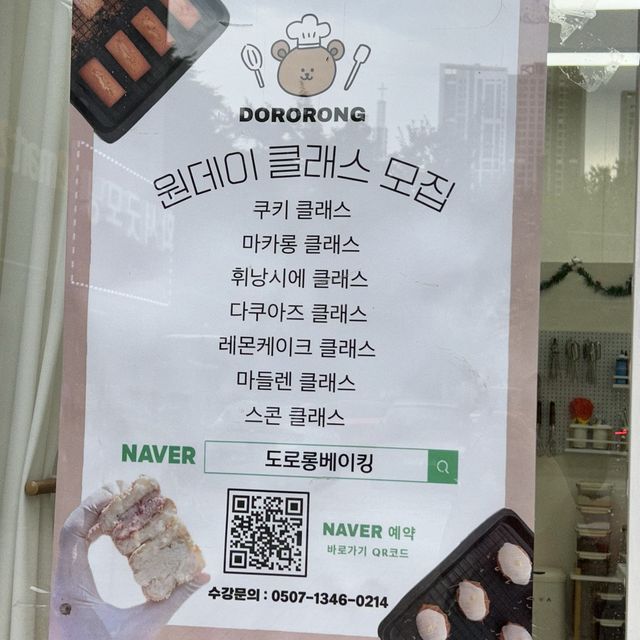 DORORONG
원데이 클래스 모집
쿠키 클래스
마카롱 클래스
휘낭시에 클래스
다쿠아즈 클래스
레몬케이크 클래스
마들렌 클래스
스콘 클래스
NAVER 도로롱베이킹
NAVER 예약
바로가기 QR코드
수강문의 : 0507-1346-0214